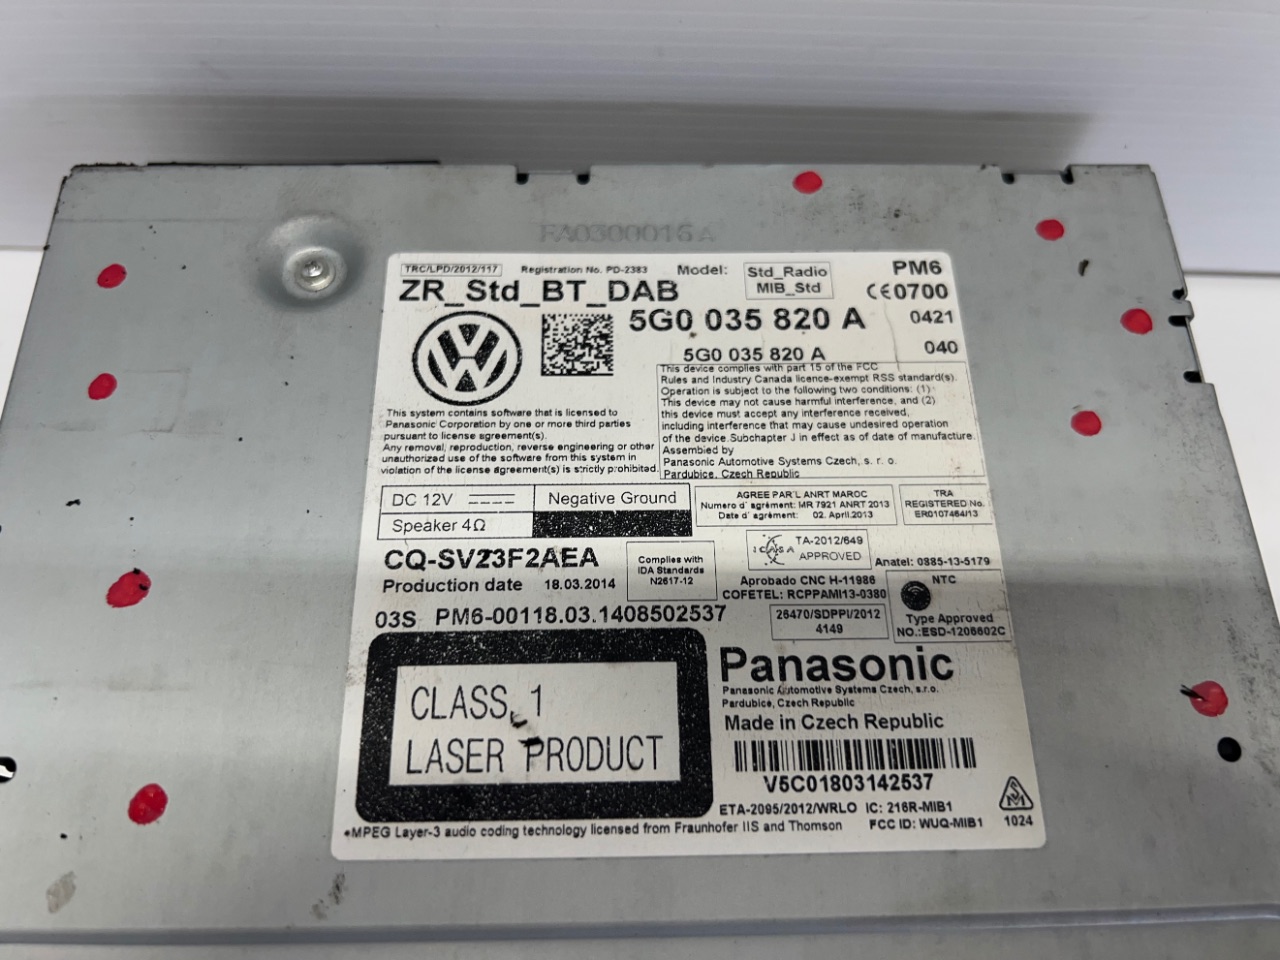 FA0300016A
TRC/LPD/2012/117 Registration No. PD-2383 Model: Std_Radio MIB_Std PM6
ZR_Std_BT_DAB CE0700
5G0 035 820 A 0421
5G0 035 820 A 040
This device complies with part 15 of the FCC
Rules and Industry Canada licence-exempt RSS standard(s).
Operation is subject to the following two conditions: (1)
This device may not cause harmful interference, and (2)
this device must accept any interference received,
including interference that may cause undesired operation
of the device.Subchapter J in effect as of date of manufacture.
Assembied by
Panasonic Automotive Systems Czech, s. r. o.
Pardubice, Czech Republic
This system contains software that is licensed to
Panasonic Corporation by one or more third parties
pursuant to license agreement(s).
Any removal, reproduction, reverse engineering or other
unauthorized use of the software from this system in
violation of the license agreement(s) is strictly prohibited.
DC 12V Negative Ground
Speaker 4Ω
AGREE PAR L ANRT MAROC
Numero d' agrément: MR 7921 ANRT 2013
Date d' agrément: 02. April.2013
TRA
REGISTERED No.
ER0107464/13
CQ-SV23F2AEA
Production date 18.03.2014
Complies with
IDA Standards
N2617-12
ICASA TA-2012/649
APPROVED
Anatel: 0885-13-5179
Aprobado CNC H-11986
COFETEL: RCPPAMI13-0380
NTC
Type Approved
NO.:ESD-1206602C
03S PM6-00118.03.1408502537
26470/SDPPI/2012
4149
CLASS 1
LASER PRODUCT
Panasonic
Panasonic Automotive Systems Czech, s.r.o.
Pardubice, Czech Republic
Made in Czech Republic
V5C01803142537
ETA-2095/2012/WRLO IC: 216R-MIB1
FCC ID: WUQ-MIB1
1024
•MPEG Layer-3 audio coding technology licensed from Fraunhofer IIS and Thomson